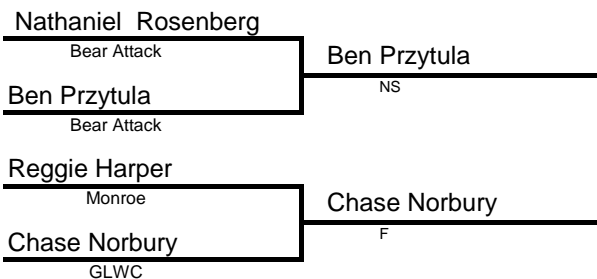 Nathaniel Rosenberg
Bear Attack
Ben Przytula
Bear Attack
Ben Przytula
NS
Reggie Harper
Monroe
Chase Norbury
GLWC
Chase Norbury
F